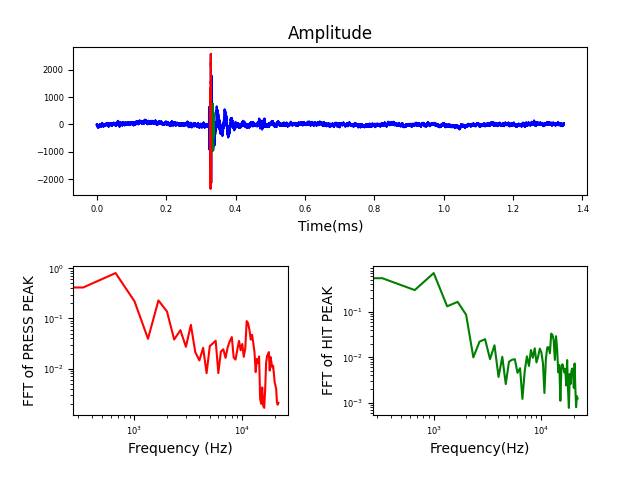 Amplitude
2000
1000
0
−1000
−2000
0.0 0.2 0.4 0.6 0.8 1.0 1.2 1.4
Time(ms)
FFT of PRESS PEAK
10⁰
10⁻¹
10⁻²
10³ 10⁴
Frequency (Hz)
FFT of HIT PEAK
10⁻¹
10⁻²
10⁻³
10³ 10⁴
Frequency(Hz)